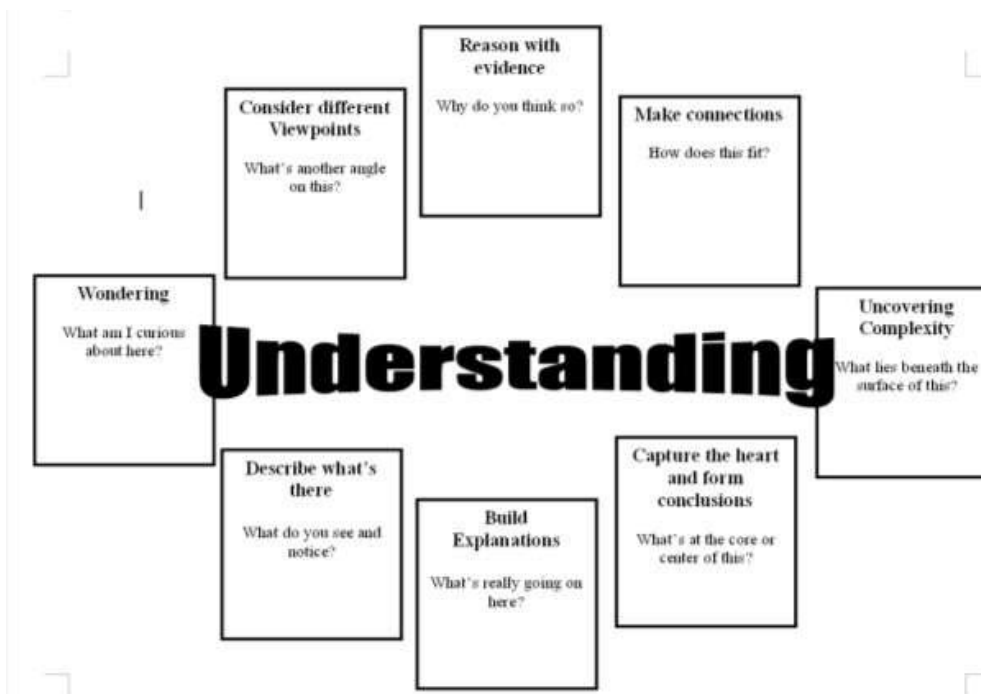 Reason with
evidence
Why do you think so?
Consider different
Viewpoints
What's another angle
on this?
Make connections
How does this fit?
Wondering
What am I curious
about here?
Understanding
Uncovering
Complexity
What lies beneath the
surface of this?
Describe what's
there
What do you see and
notice?
Build
Explanations
What's really going on
here?
Capture the heart
and form
conclusions
What's at the core or
center of this?